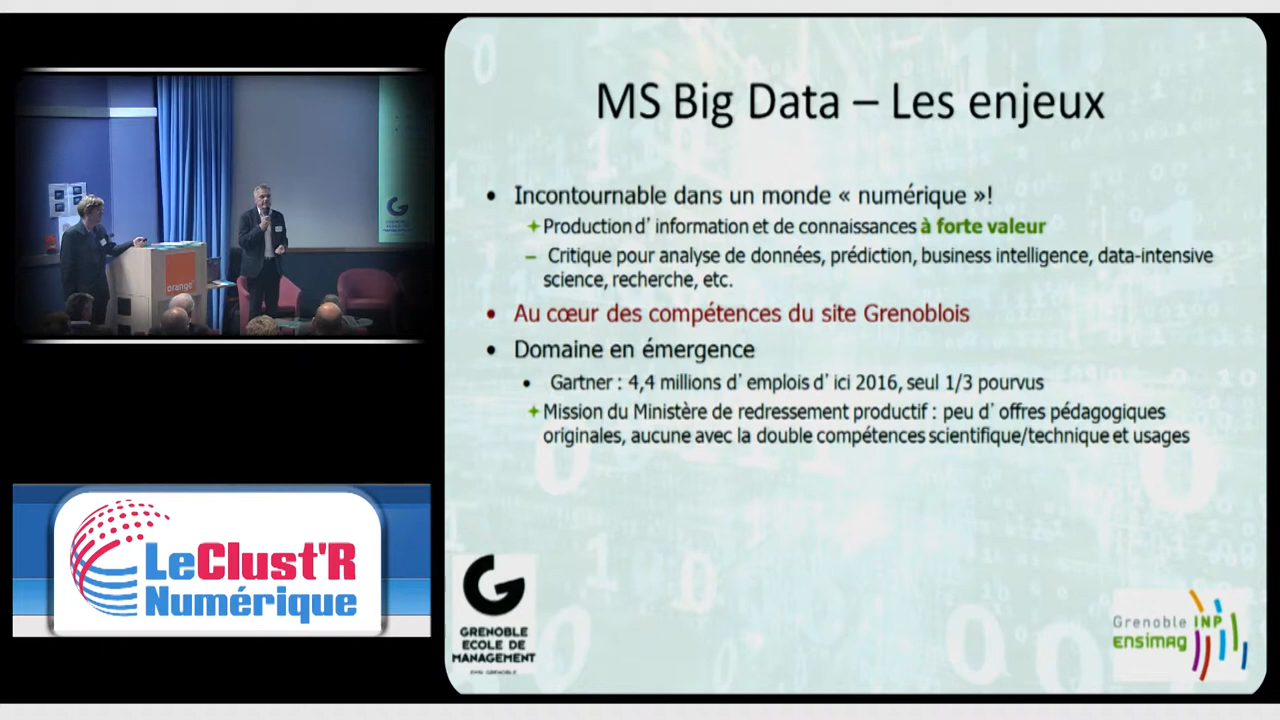 MS Big Data – Les enjeux
• Incontournable dans un monde « numérique »!
+Production d' information et de connaissances à forte valeur
– Critique pour analyse de données, prédiction, business intelligence, data-intensive
science, recherche, etc.
• Au cœur des compétences du site Grenoblois
• Domaine en émergence
• Gartner : 4,4 millions d' emplois d' ici 2016, seul 1/3 pourvus
+Mission du Ministère de redressement productif : peu d' offres pédagogiques
originales, aucune avec la double compétences scientifique/technique et usages
orange
LeClust'R
Numérique
GRENOBLE
ECOLE DE
MANAGEMENT
Grenoble INP
ENSIMAG